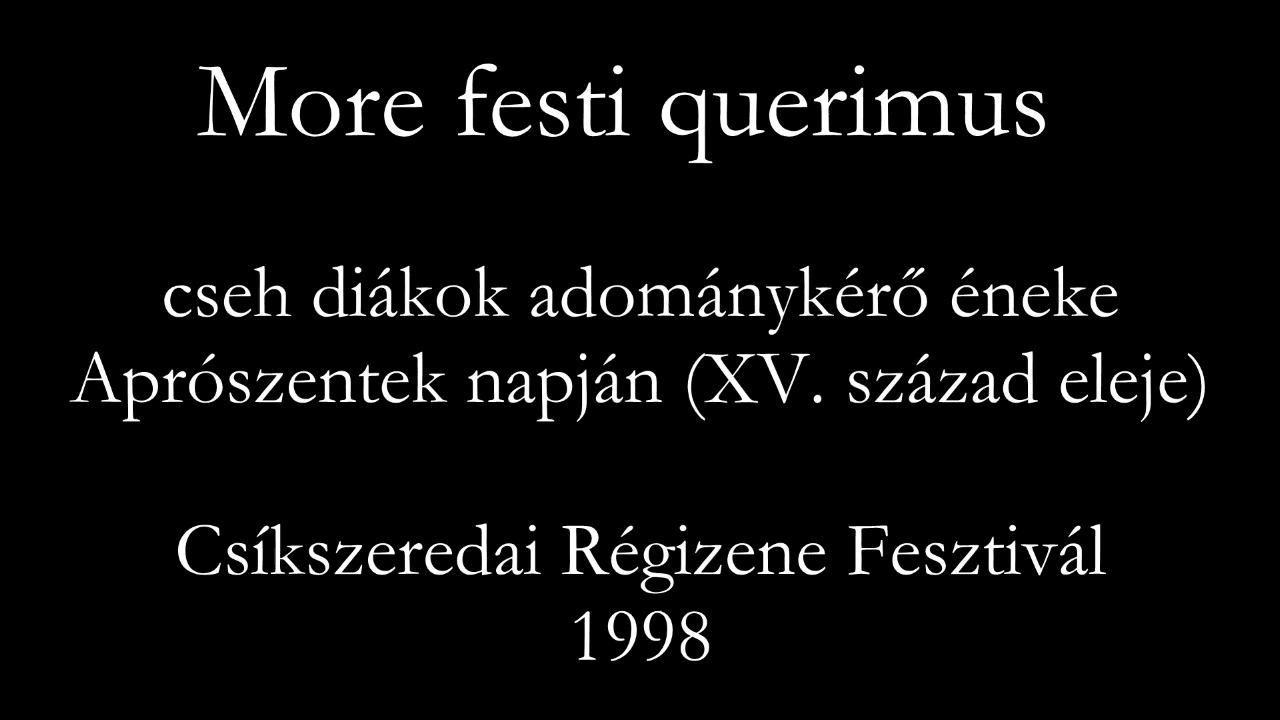 More festi querimus
cseh diákok adománykérő éneke
Aprószentek napján (XV. század eleje)
Csíkszeredai Régizene Fesztivál
1998